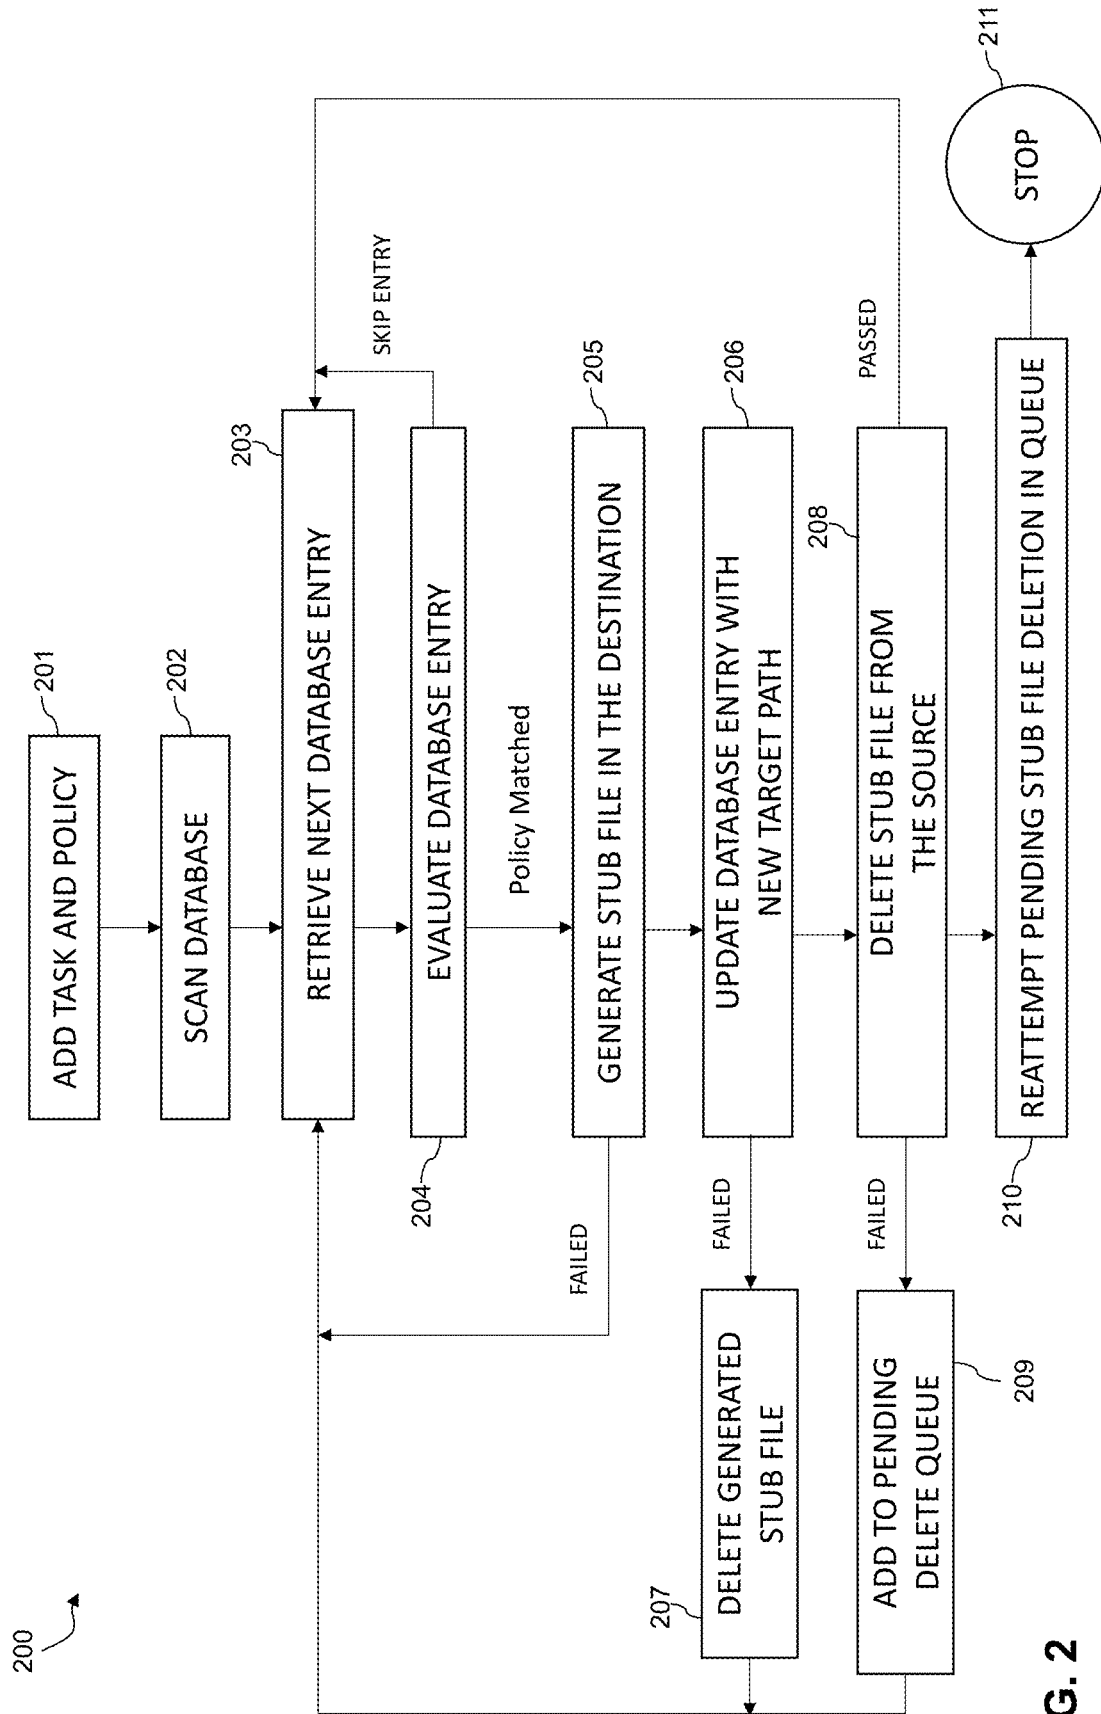 200
201
ADD TASK AND POLICY
202
SCAN DATABASE
203
RETRIEVE NEXT DATABASE ENTRY
SKIP ENTRY
204
EVALUATE DATABASE ENTRY
Policy Matched
205
GENERATE STUB FILE IN THE DESTINATION
FAILED
206
UPDATE DATABASE ENTRY WITH
NEW TARGET PATH
FAILED
207
DELETE GENERATED
STUB FILE
208
DELETE STUB FILE FROM
THE SOURCE
PASSED
FAILED
209
ADD TO PENDING
DELETE QUEUE
210
REATTEMPT PENDING STUB FILE DELETION IN QUEUE
211
STOP
G. 2